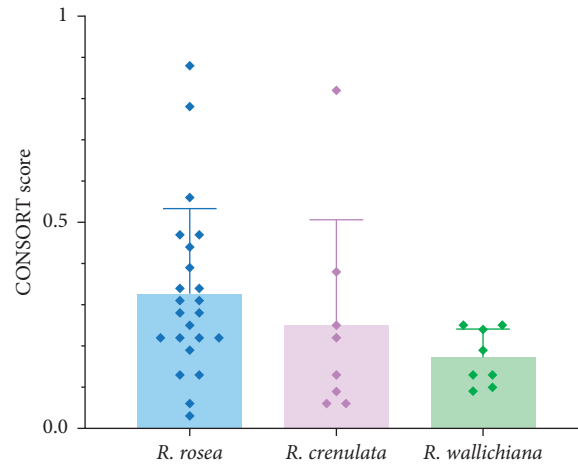 1
0.5
0.0
CONSORT score
R. rosea
R. crenulata
R. wallichiana